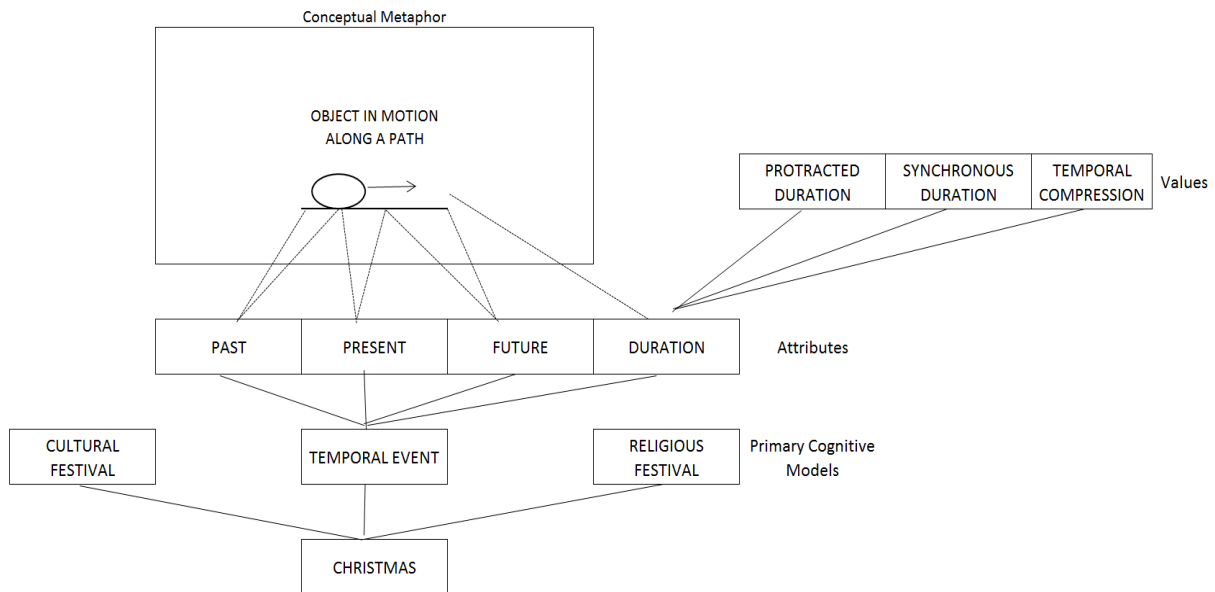 Conceptual Metaphor
OBJECT IN MOTION
ALONG A PATH
PROTRACTED
DURATION
SYNCHRONOUS
DURATION
TEMPORAL
COMPRESSION
Values
PAST
PRESENT
FUTURE
DURATION
Attributes
CULTURAL
FESTIVAL
TEMPORAL EVENT
RELIGIOUS
FESTIVAL
Primary Cognitive
Models
CHRISTMAS